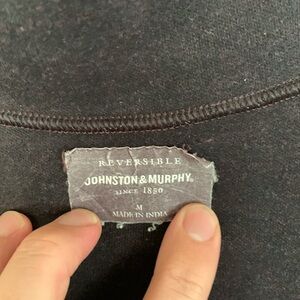 REVERSIBLE
JOHNSTON & MURPHY.
SINCE 1850
M
MADE IN INDIA